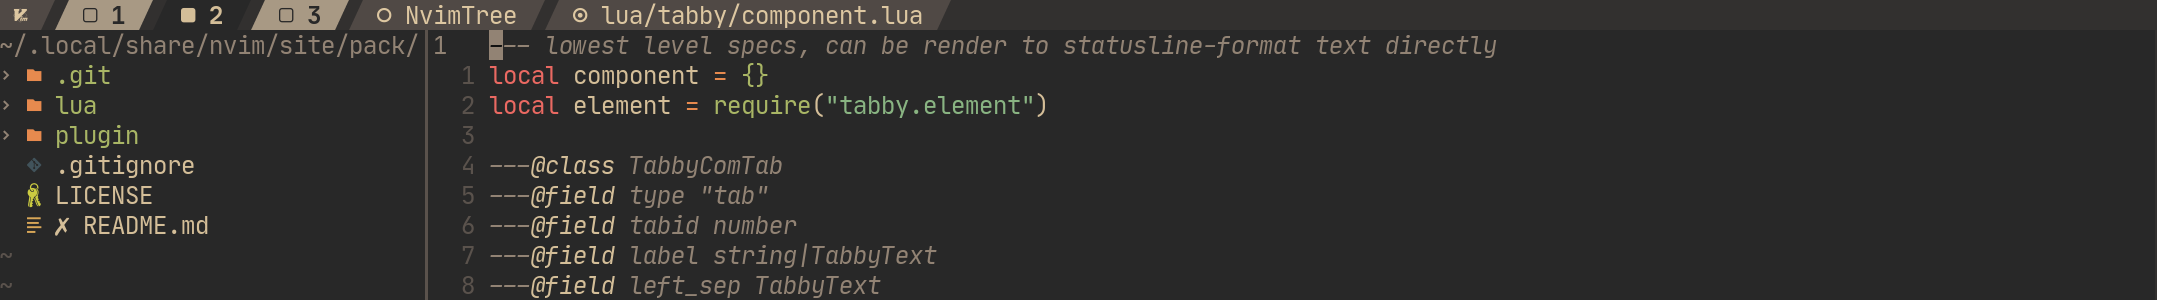 1 2 3 NvimTree lua/tabby/component.lua
~/.local/share/nvim/site/pack/
> .git
> lua
> plugin
.gitignore
LICENSE
✗ README.md
~
~
1 --- lowest level specs, can be render to statusline-format text directly
1 local component = {}
2 local element = require("tabby.element")
3
4 ---@class TabbyComTab
5 ---@field type "tab"
6 ---@field tabid number
7 ---@field label string|TabbyText
8 ---@field left_sep TabbyText